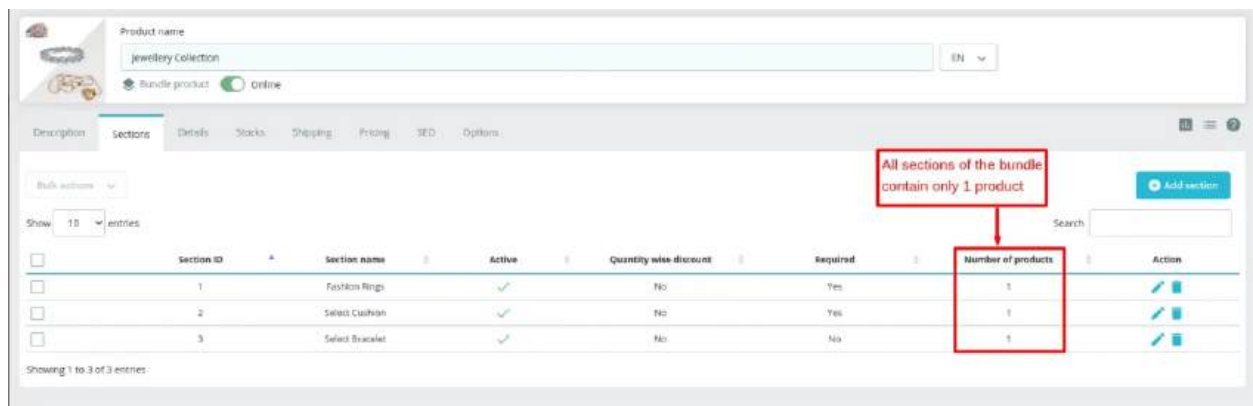 Product name
Jewellery Collection
EN
Bundle product Online
Description Sections Details Stocks Shipping Pricing SEO Options
All sections of the bundle
contain only 1 product
Bulk actions
Add section
Show 10 entries
Search
Section ID Section name Active Quantity wise discount Required Number of products Action
1 Fashion Rings No Yes 1
2 Select Cushion No Yes 1
3 Select Bracelet No No 1
Showing 1 to 3 of 3 entries